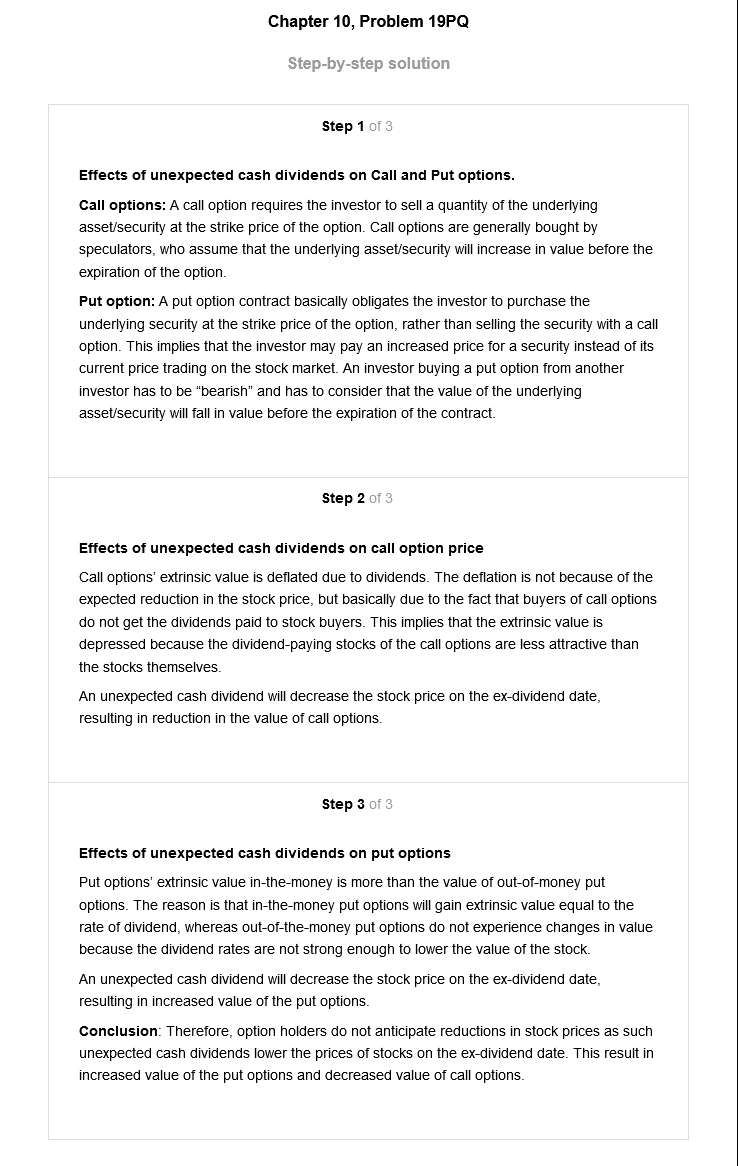 Chapter 10, Problem 19PQ
Step-by-step solution
Step 1 of 3
Effects of unexpected cash dividends on Call and Put options.
Call options: A call option requires the investor to sell a quantity of the underlying
asset/security at the strike price of the option. Call options are generally bought by
speculators, who assume that the underlying asset/security will increase in value before the
expiration of the option.
Put option: A put option contract basically obligates the investor to purchase the
underlying security at the strike price of the option, rather than selling the security with a call
option. This implies that the investor may pay an increased price for a security instead of its
current price trading on the stock market. An investor buying a put option from another
investor has to be “bearish” and has to consider that the value of the underlying
asset/security will fall in value before the expiration of the contract.
Step 2 of 3
Effects of unexpected cash dividends on call option price
Call options’ extrinsic value is deflated due to dividends. The deflation is not because of the
expected reduction in the stock price, but basically due to the fact that buyers of call options
do not get the dividends paid to stock buyers. This implies that the extrinsic value is
depressed because the dividend-paying stocks of the call options are less attractive than
the stocks themselves.
An unexpected cash dividend will decrease the stock price on the ex-dividend date,
resulting in reduction in the value of call options.
Step 3 of 3
Effects of unexpected cash dividends on put options
Put options’ extrinsic value in-the-money is more than the value of out-of-money put
options. The reason is that in-the-money put options will gain extrinsic value equal to the
rate of dividend, whereas out-of-the-money put options do not experience changes in value
because the dividend rates are not strong enough to lower the value of the stock.
An unexpected cash dividend will decrease the stock price on the ex-dividend date,
resulting in increased value of the put options.
Conclusion: Therefore, option holders do not anticipate reductions in stock prices as such
unexpected cash dividends lower the prices of stocks on the ex-dividend date. This result in
increased value of the put options and decreased value of call options.